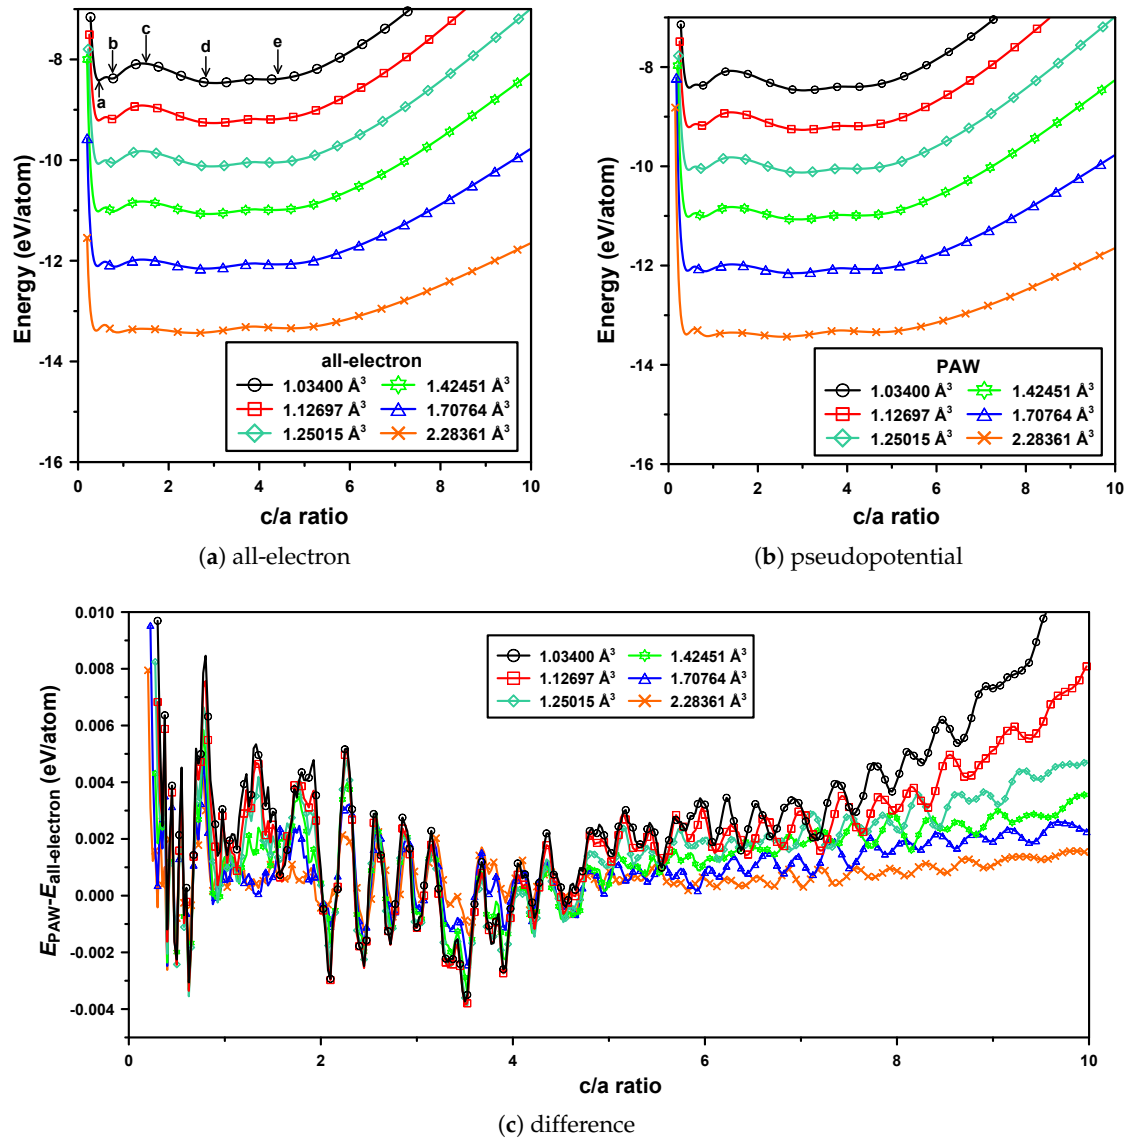 -8
-10
-12
-14
-16
0
2
4
6
8
10
Energy (eV/atom)
c/a ratio
a
b
c
d
e
all-electron
1.03400 Å³ 1.42451 Å³
1.12697 Å³ 1.70764 Å³
1.25015 Å³ 2.28361 Å³
(a) all-electron
-8
-10
-12
-14
-16
0
2
4
6
8
10
Energy (eV/atom)
c/a ratio
PAW
1.03400 Å³ 1.42451 Å³
1.12697 Å³ 1.70764 Å³
1.25015 Å³ 2.28361 Å³
(b) pseudopotential
0.010
0.008
0.006
0.004
0.002
0.000
-0.002
-0.004
0
2
4
6
8
10
E_PAW-E_all-electron (eV/atom)
c/a ratio
1.03400 Å³ 1.42451 Å³
1.12697 Å³ 1.70764 Å³
1.25015 Å³ 2.28361 Å³
(c) difference